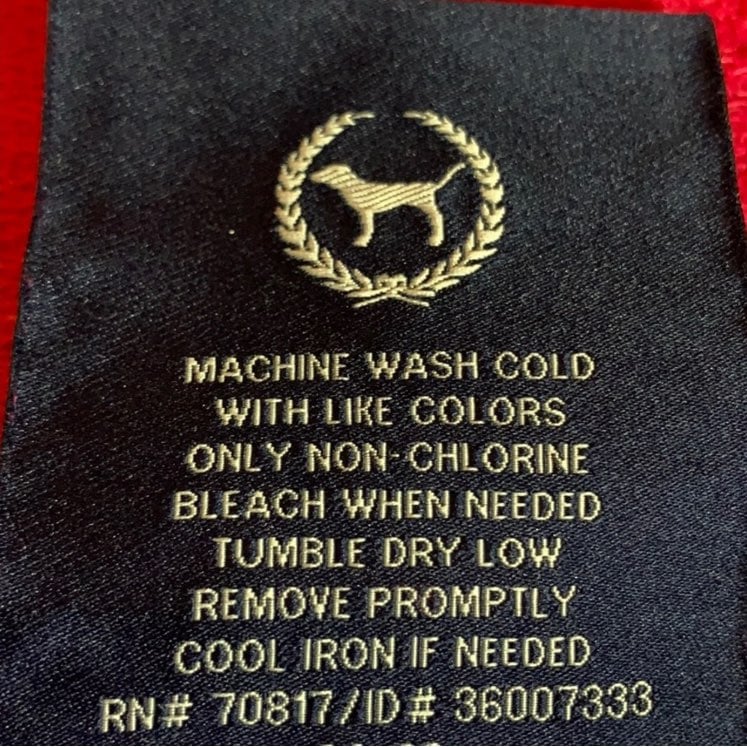 MACHINE WASH COLD
WITH LIKE COLORS
ONLY NON-CHLORINE
BLEACH WHEN NEEDED
TUMBLE DRY LOW
REMOVE PROMPTLY
COOL IRON IF NEEDED
RN# 70817/ID# 36007333